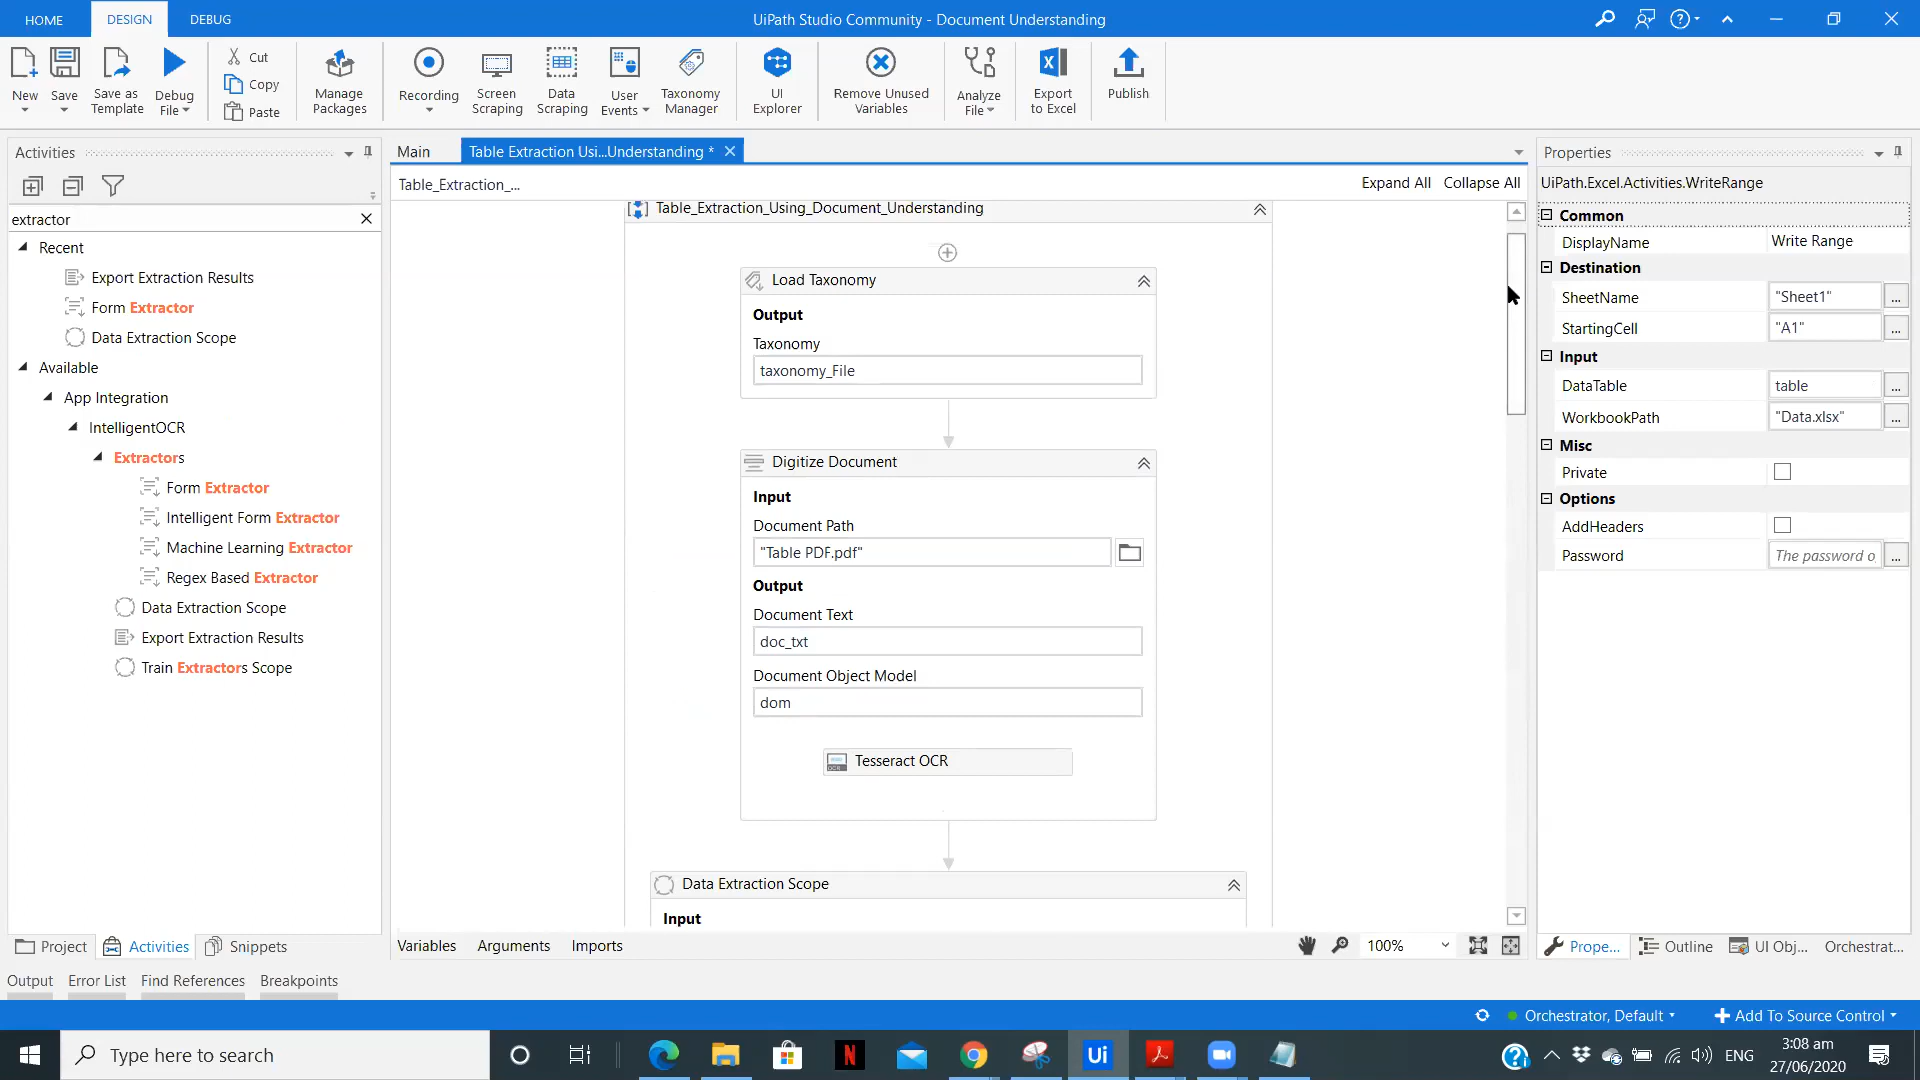 HOME
DESIGN
DEBUG
UiPath Studio Community - Document Understanding
New
Save
Save as Template
Debug File
Cut
Copy
Paste
Manage Packages
Recording
Screen Scraping
Data Scraping
User Events
Taxonomy Manager
UI Explorer
Remove Unused Variables
Analyze File
Export to Excel
Publish
Activities
extractor
Recent
Export Extraction Results
Form Extractor
Data Extraction Scope
Available
App Integration
IntelligentOCR
Extractors
Form Extractor
Intelligent Form Extractor
Machine Learning Extractor
Regex Based Extractor
Data Extraction Scope
Export Extraction Results
Train Extractors Scope
Project
Activities
Snippets
Main
Table Extraction Usi...Understanding *
Table_Extraction_...
Expand All
Collapse All
Table_Extraction_Using_Document_Understanding
Load Taxonomy
Output
Taxonomy
taxonomy_File
Digitize Document
Input
Document Path
"Table PDF.pdf"
Output
Document Text
doc_txt
Document Object Model
dom
Tesseract OCR
Data Extraction Scope
Input
Variables
Arguments
Imports
100%
Properties
UiPath.Excel.Activities.WriteRange
Common
DisplayName
Write Range
Destination
SheetName
"Sheet1"
...
StartingCell
"A1"
...
Input
DataTable
table
...
WorkbookPath
"Data.xlsx"
...
Misc
Private
Options
AddHeaders
Password
The password o
...
Prope...
Outline
UI Obj...
Orchestrat...
Output
Error List
Find References
Breakpoints
Orchestrator, Default
Add To Source Control
Type here to search
N
Ui
ENG
3:08 am
27/06/2020